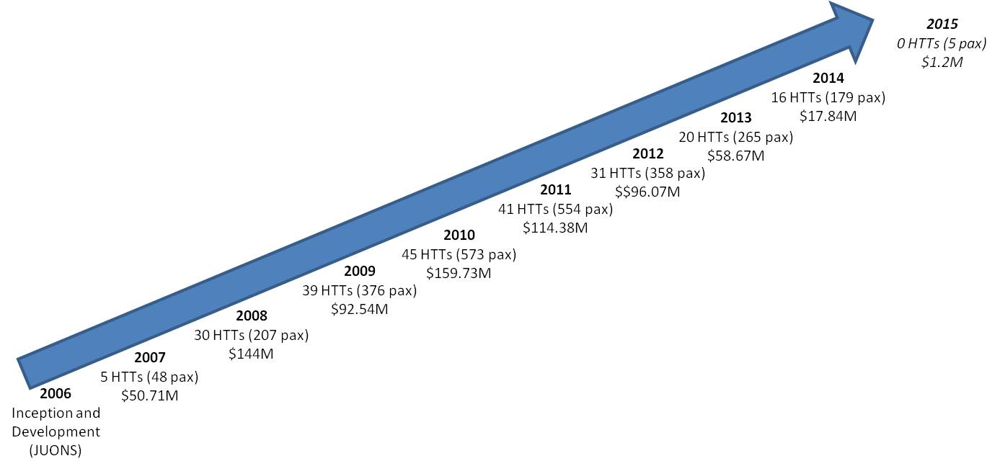 2006
Inception and
Development
(JUONS)
2007
5 HTTs (48 pax)
$50.71M
2008
30 HTTs (207 pax)
$144M
2009
39 HTTs (376 pax)
$92.54M
2010
45 HTTs (573 pax)
$159.73M
2011
41 HTTs (554 pax)
$114.38M
2012
31 HTTs (358 pax)
$$96.07M
2013
20 HTTs (265 pax)
$58.67M
2014
16 HTTs (179 pax)
$17.84M
2015
0 HTTs (5 pax)
$1.2M